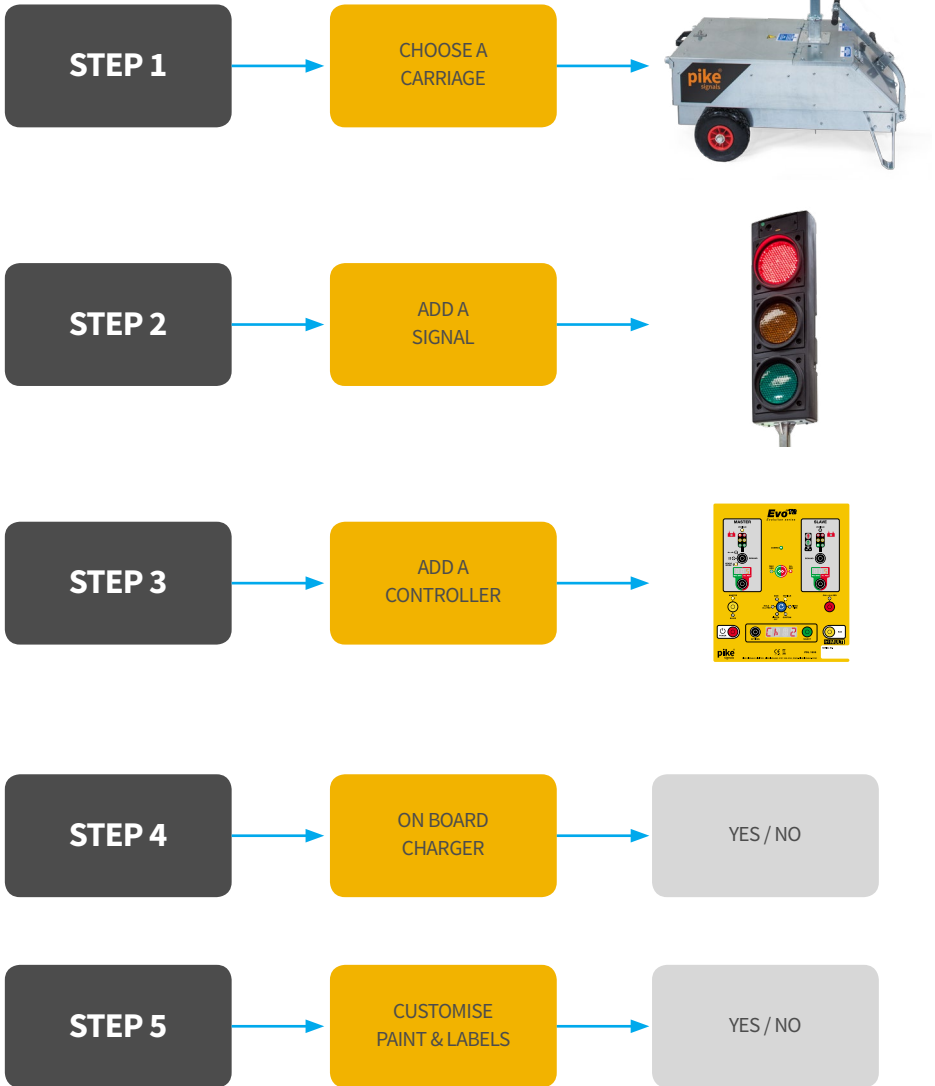 STEP 1
CHOOSE A
CARRIAGE
pike
signals
STEP 2
ADD A
SIGNAL
STEP 3
ADD A
CONTROLLER
Evo
MASTER
SLAVE
pike
MULTI
STEP 4
ON BOARD
CHARGER
YES / NO
STEP 5
CUSTOMISE
PAINT & LABELS
YES / NO